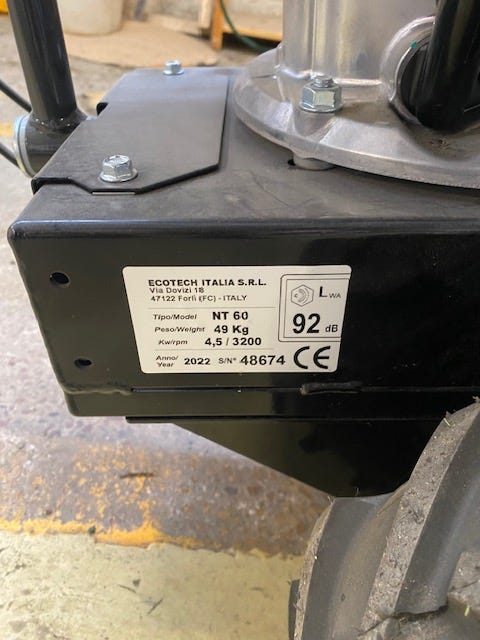 ECOTECH ITALIA S.R.L.
Via Dovizi 18
47122 Forlì (FC) - ITALY
Tipo/Model NT 60
Peso/Weight 49 Kg
Kw/rpm 4,5 / 3200
Anno/Year 2022 S/N° 48674 CE
LWA
92 dB